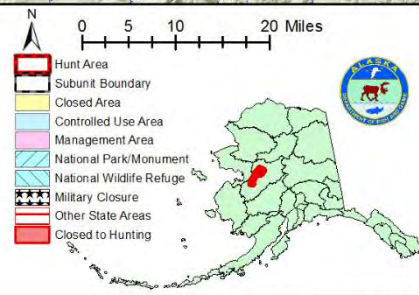 N
0 5 10 20 Miles
Hunt Area
Subunit Boundary
Closed Area
Controlled Use Area
Management Area
National Park/Monument
National Wildlife Refuge
Military Closure
Other State Areas
Closed to Hunting
ALASKA